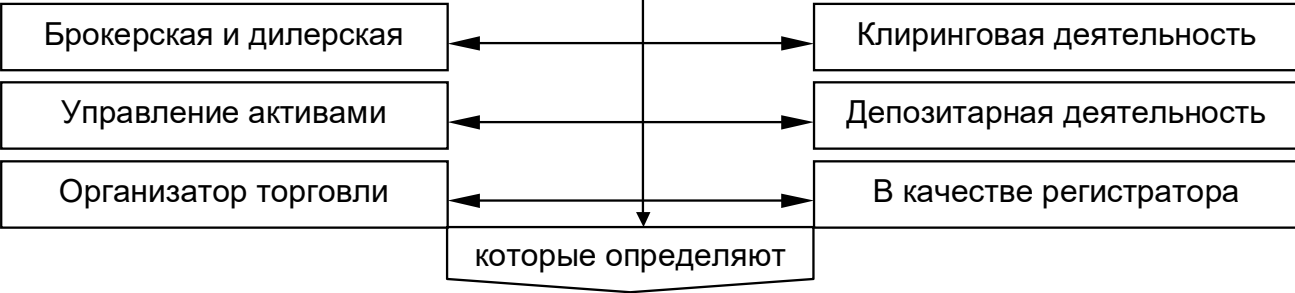 Брокерская и дилерская
Клиринговая деятельность
Управление активами
Депозитарная деятельность
Организатор торговли
В качестве регистратора
которые определяют